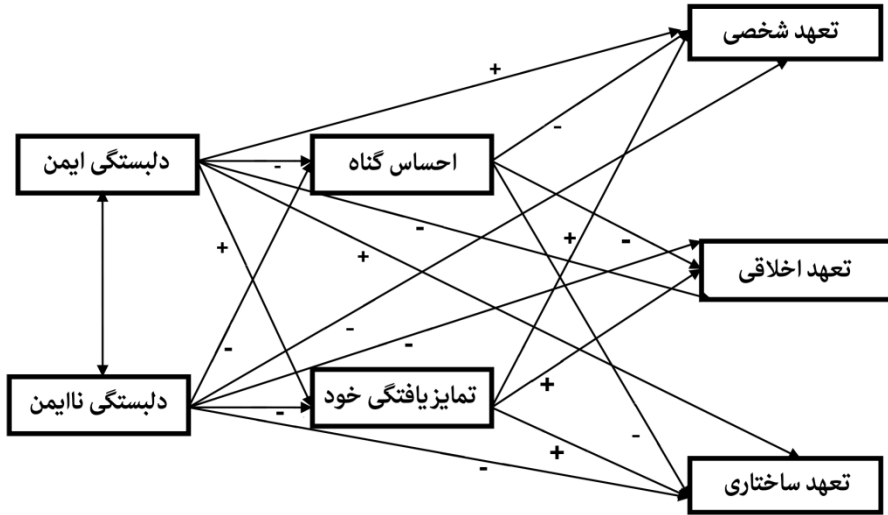 تعهد شخصی
+
-
دلبستگی ایمن
-
احساس گناه
+
-
+
+
-
تعهد اخلاقی
-
-
-
دلبستگی ناایمن
-
تمایزیافتگی خود
+
+
-
-
تعهد ساختاری